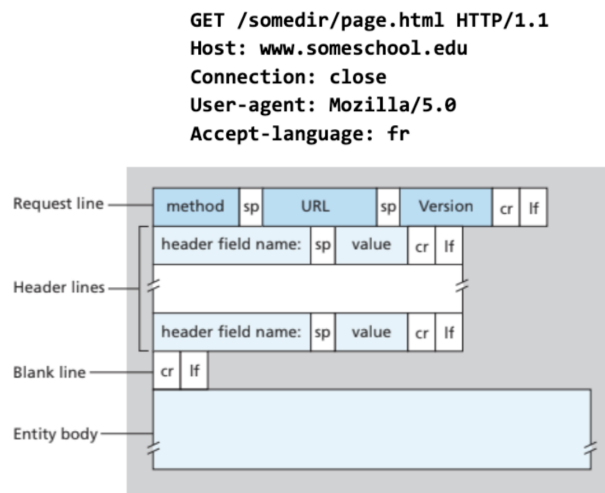 GET /somedir/page.html HTTP/1.1
Host: www.someschool.edu
Connection: close
User-agent: Mozilla/5.0
Accept-language: fr
Request line method sp URL sp Version cr lf
header field name: sp value cr lf
Header lines
header field name: sp value cr lf
Blank line cr lf
Entity body